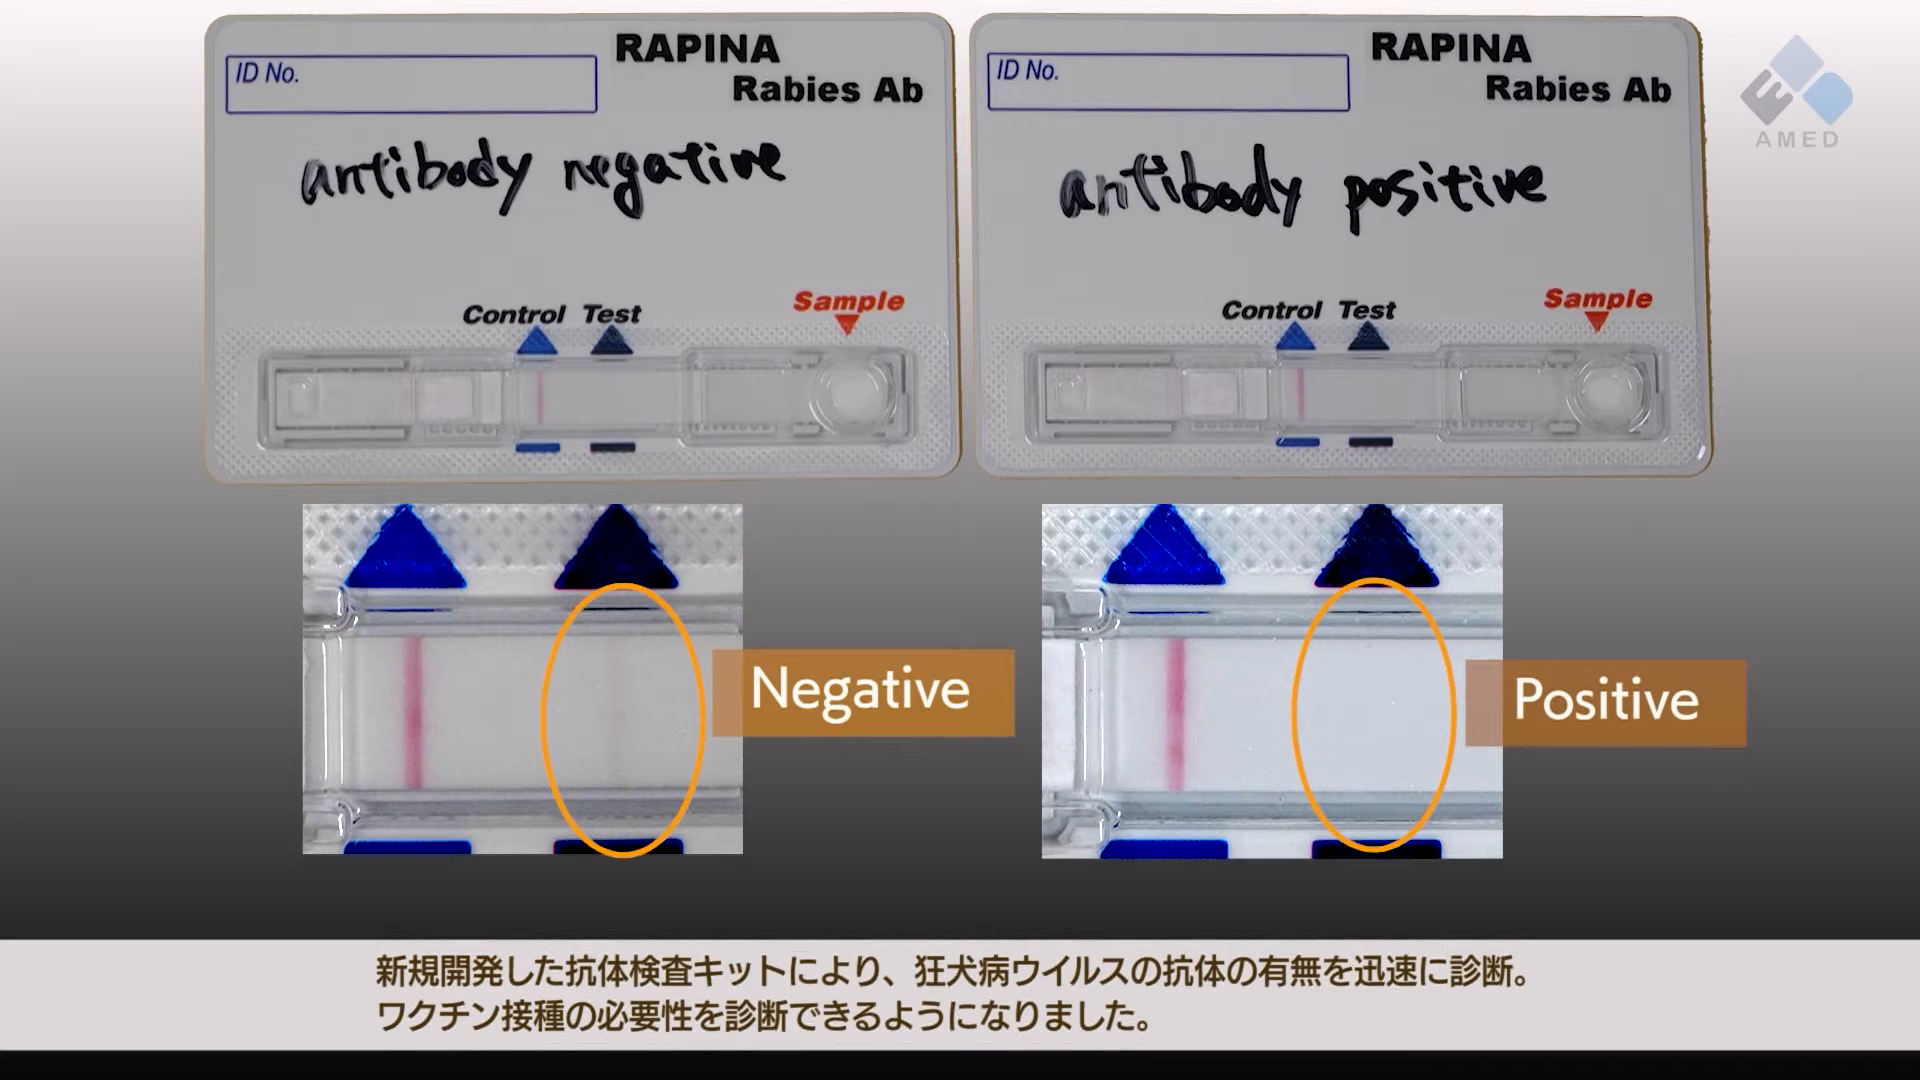 RAPINA
Rabies Ab
ID No.
antibody negative
Control Test
Sample
RAPINA
Rabies Ab
ID No.
antibody positive
Control Test
Sample
AMED
Negative
Positive
新規開発した抗体検査キットにより、狂犬病ウイルスの抗体の有無を迅速に診断。
ワクチン接種の必要性を診断できるようになりました。